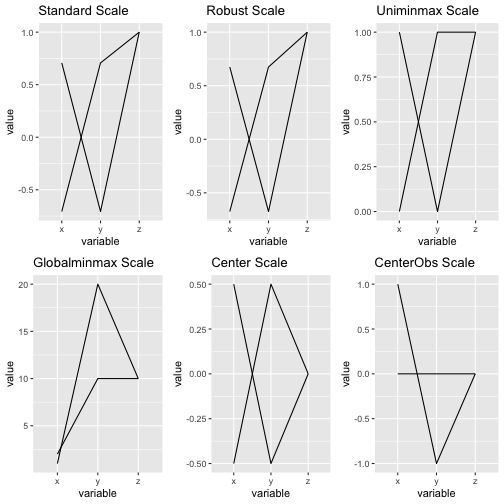 Standard Scale
Robust Scale
Uniminmax Scale
1.0
0.5
0.0
-0.5
value
x y z
variable
1.0
0.5
0.0
-0.5
value
x y z
variable
1.00
0.75
0.50
0.25
0.00
value
x y z
variable
Globalminmax Scale
Center Scale
CenterObs Scale
20
15
10
5
value
x y z
variable
0.50
0.25
0.00
-0.25
-0.50
value
x y z
variable
1.0
0.5
0.0
-0.5
-1.0
value
x y z
variable